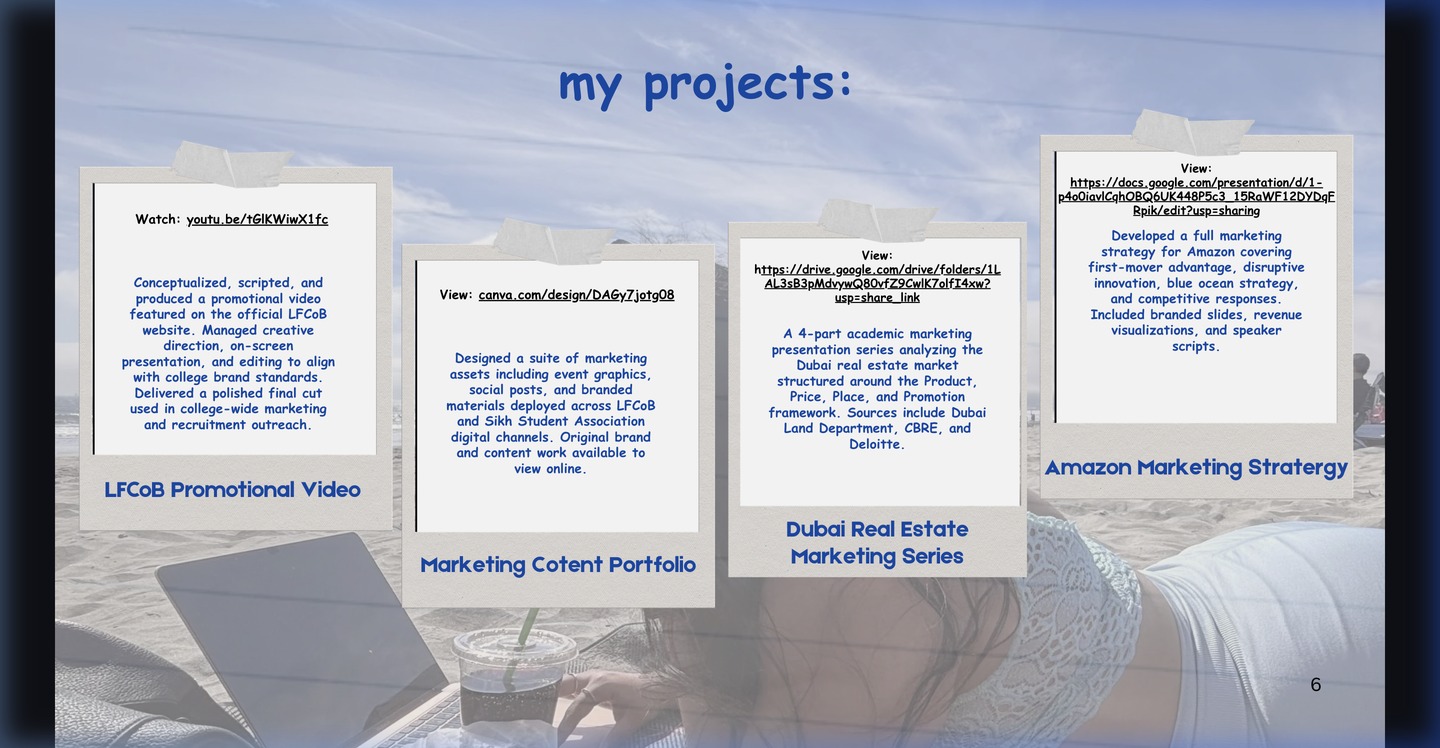 my projects:
Watch: youtu.be/tGlKWiwX1fc
Conceptualized, scripted, and
produced a promotional video
featured on the official LFCoB
website. Managed creative
direction, on-screen
presentation, and editing to align
with college brand standards.
Delivered a polished final cut
used in college-wide marketing
and recruitment outreach.
LFCoB Promotional Video
View: canva.com/design/DAGy7jotg08
Designed a suite of marketing
assets including event graphics,
social posts, and branded
materials deployed across LFCoB
and Sikh Student Association
digital channels. Original brand
and content work available to
view online.
Marketing Cotent Portfolio
View:
https://drive.google.com/drive/folders/1L
AL3sB3pMdvywQ80vfZ9CwlK7olfI4xw?
usp=share_link
A 4-part academic marketing
presentation series analyzing the
Dubai real estate market
structured around the Product,
Price, Place, and Promotion
framework. Sources include Dubai
Land Department, CBRE, and
Deloitte.
Dubai Real Estate
Marketing Series
View:
https://docs.google.com/presentation/d/1-
p4o0iavlCqhOBQ6UK448P5c3_15RaWF12DYDqF
Rpik/edit?usp=sharing
Developed a full marketing
strategy for Amazon covering
first-mover advantage, disruptive
innovation, blue ocean strategy,
and competitive responses.
Included branded slides, revenue
visualizations, and speaker
scripts.
Amazon Marketing Stratergy
6